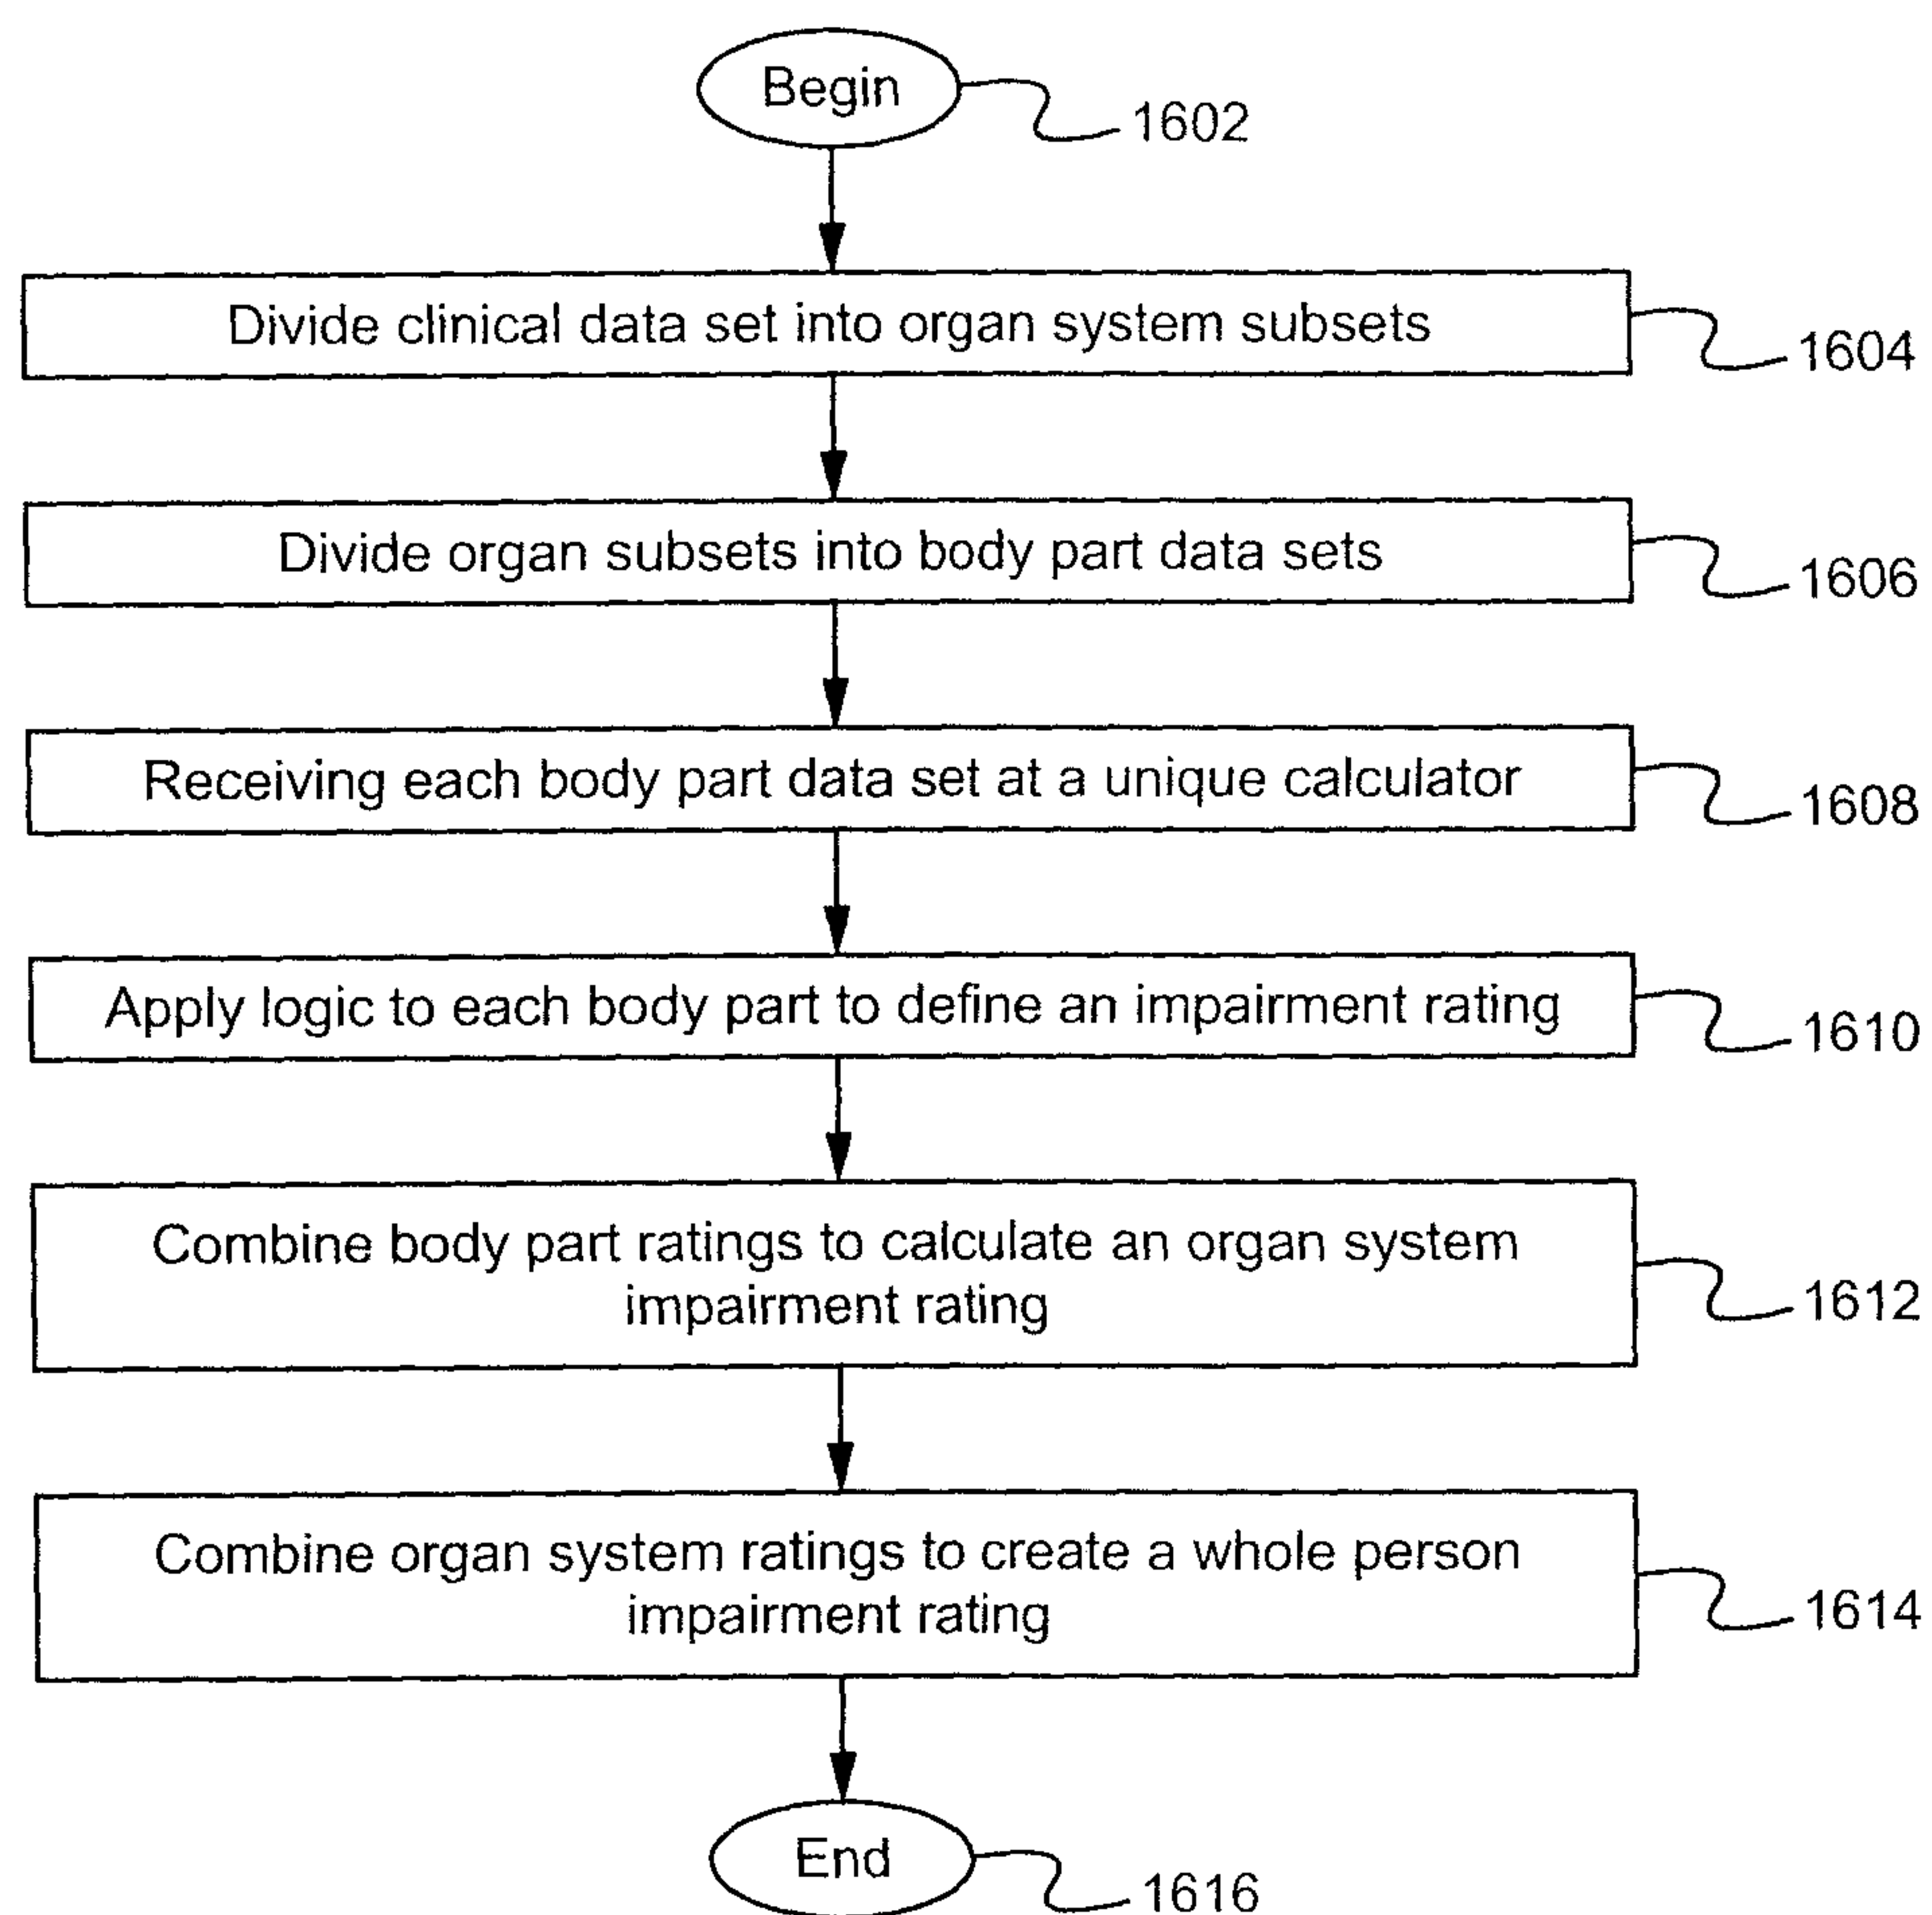 Begin
1602
Divide clinical data set into organ system subsets
1604
Divide organ subsets into body part data sets
1606
Receiving each body part data set at a unique calculator
1608
Apply logic to each body part to define an impairment rating
1610
Combine body part ratings to calculate an organ system
impairment rating
1612
Combine organ system ratings to create a whole person
impairment rating
1614
End
1616